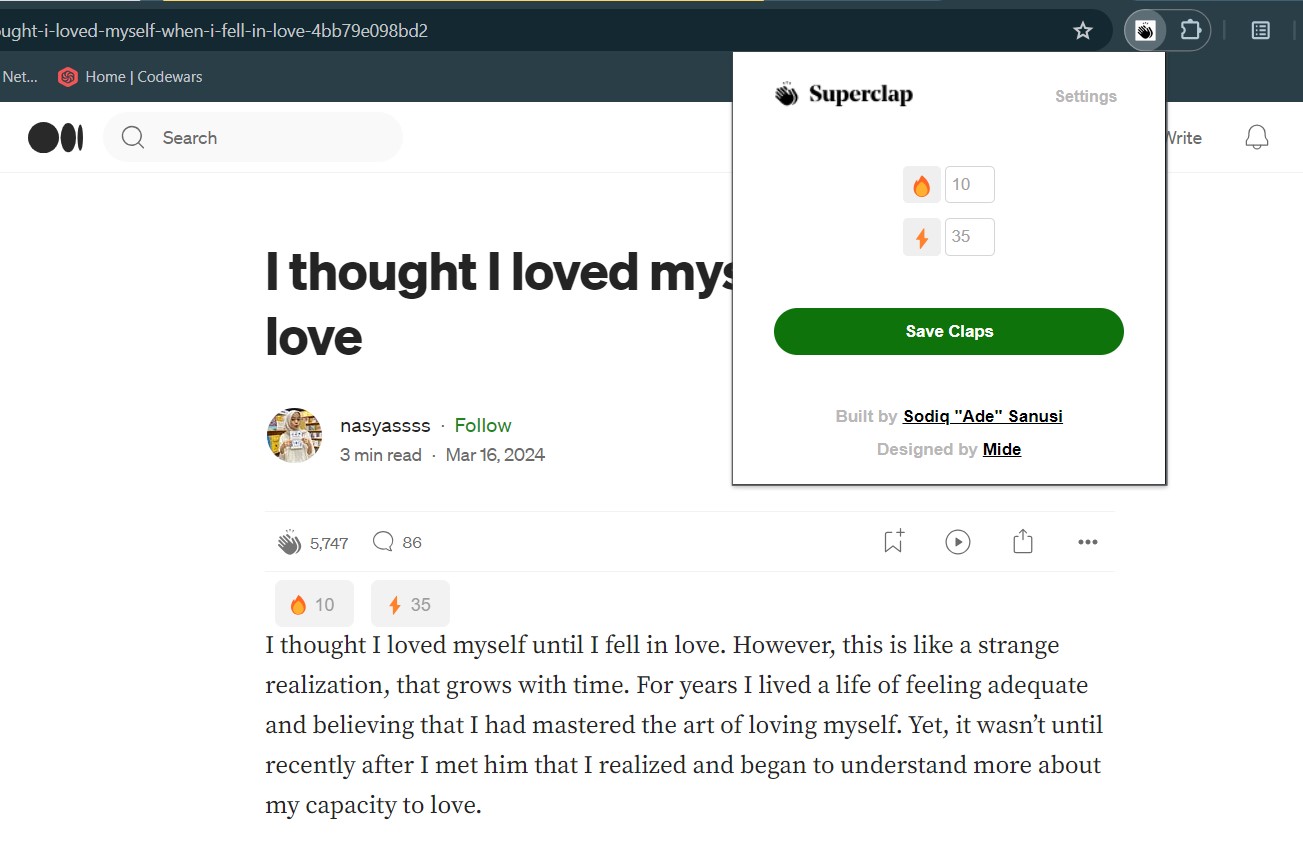 ught-i-loved-myself-when-i-fell-in-love-4bb79e098bd2
Net... Home | Codewars
Search
Write
Superclap Settings
10
35
Save Claps
Built by Sodiq "Ade" Sanusi
Designed by Mide
I thought I loved mys
love
nasyassss · Follow
3 min read · Mar 16, 2024
5,747 86
10 35
I thought I loved myself until I fell in love. However, this is like a strange
realization, that grows with time. For years I lived a life of feeling adequate
and believing that I had mastered the art of loving myself. Yet, it wasn’t until
recently after I met him that I realized and began to understand more about
my capacity to love.